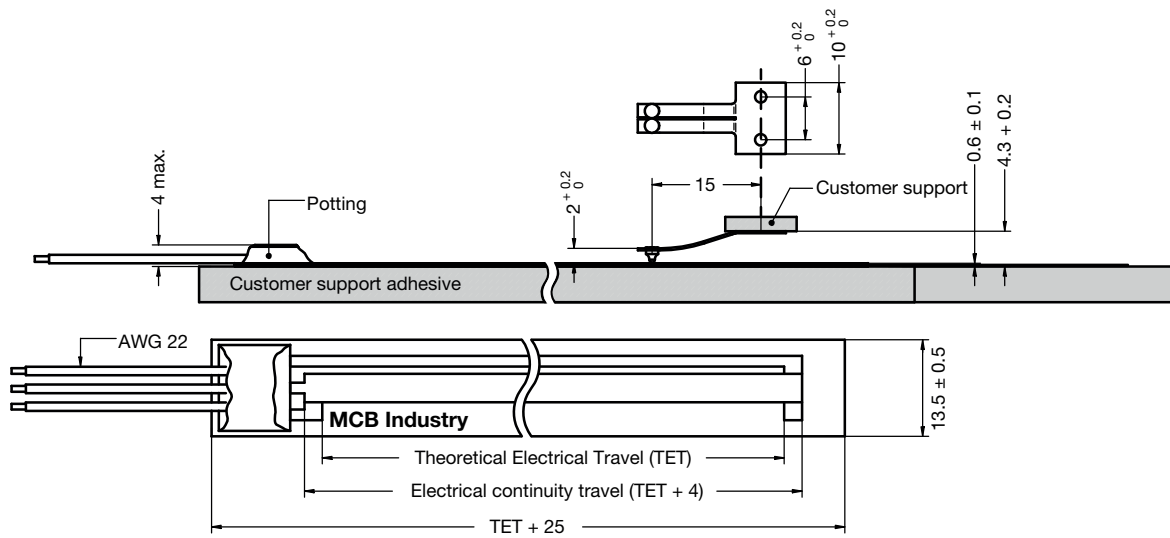 6 +0.2 0
10 +0.2 0
0.6 ± 0.1
4.3 + 0.2
4 max.
Potting
2 +0.2 0
15
Customer support
Customer support adhesive
AWG 22
MCB Industry
13.5 ± 0.5
Theoretical Electrical Travel (TET)
Electrical continuity travel (TET + 4)
TET + 25